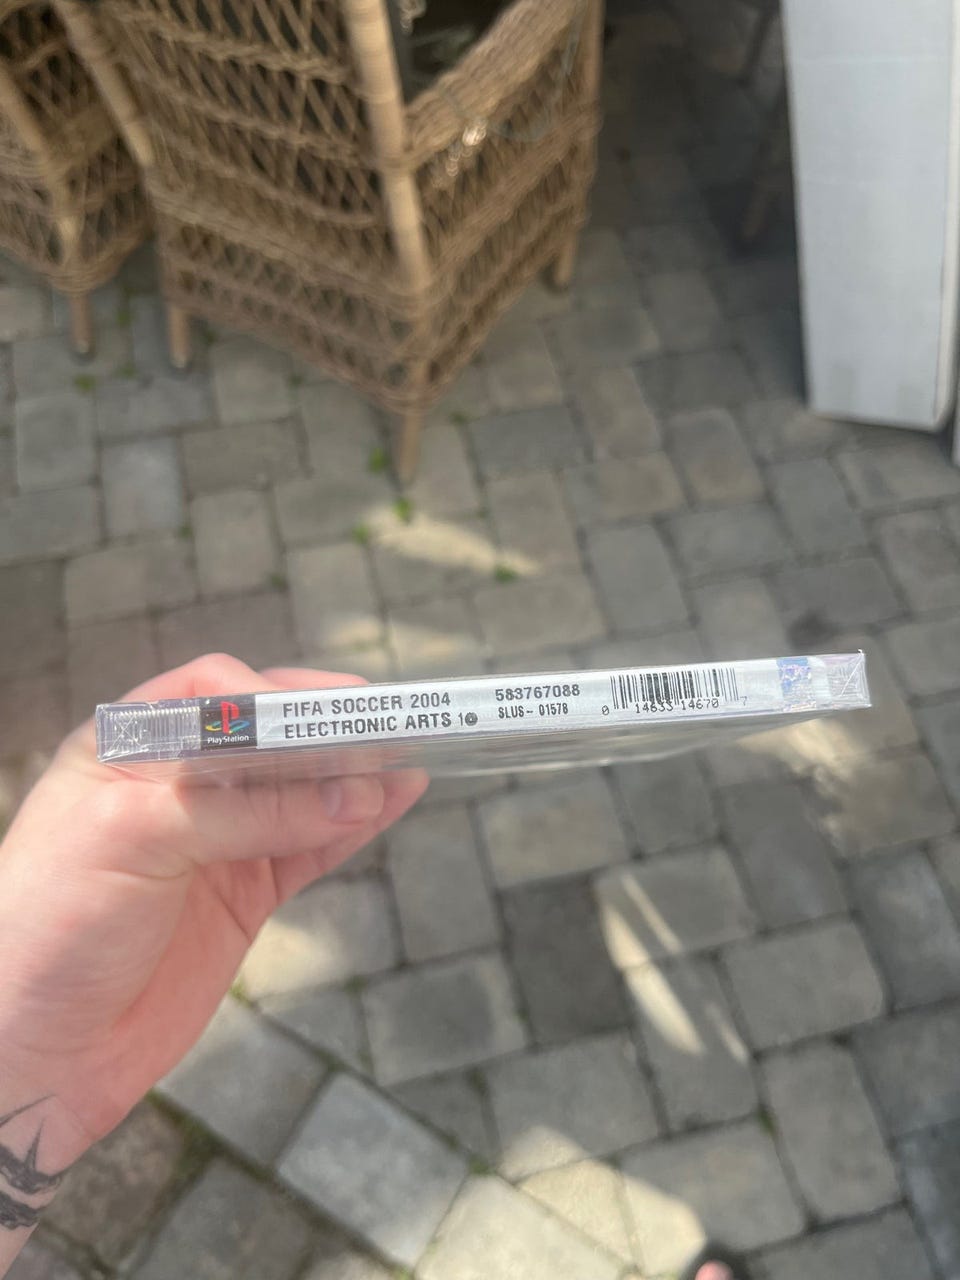 PlayStation
FIFA SOCCER 2004
ELECTRONIC ARTS
583767088
SLUS- 01578
0 14633 14670 7